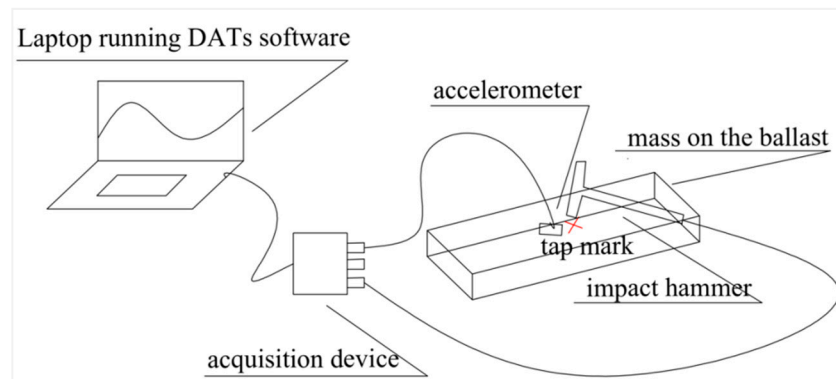 Laptop running DATs software
accelerometer
mass on the ballast
tap mark
impact hammer
acquisition device